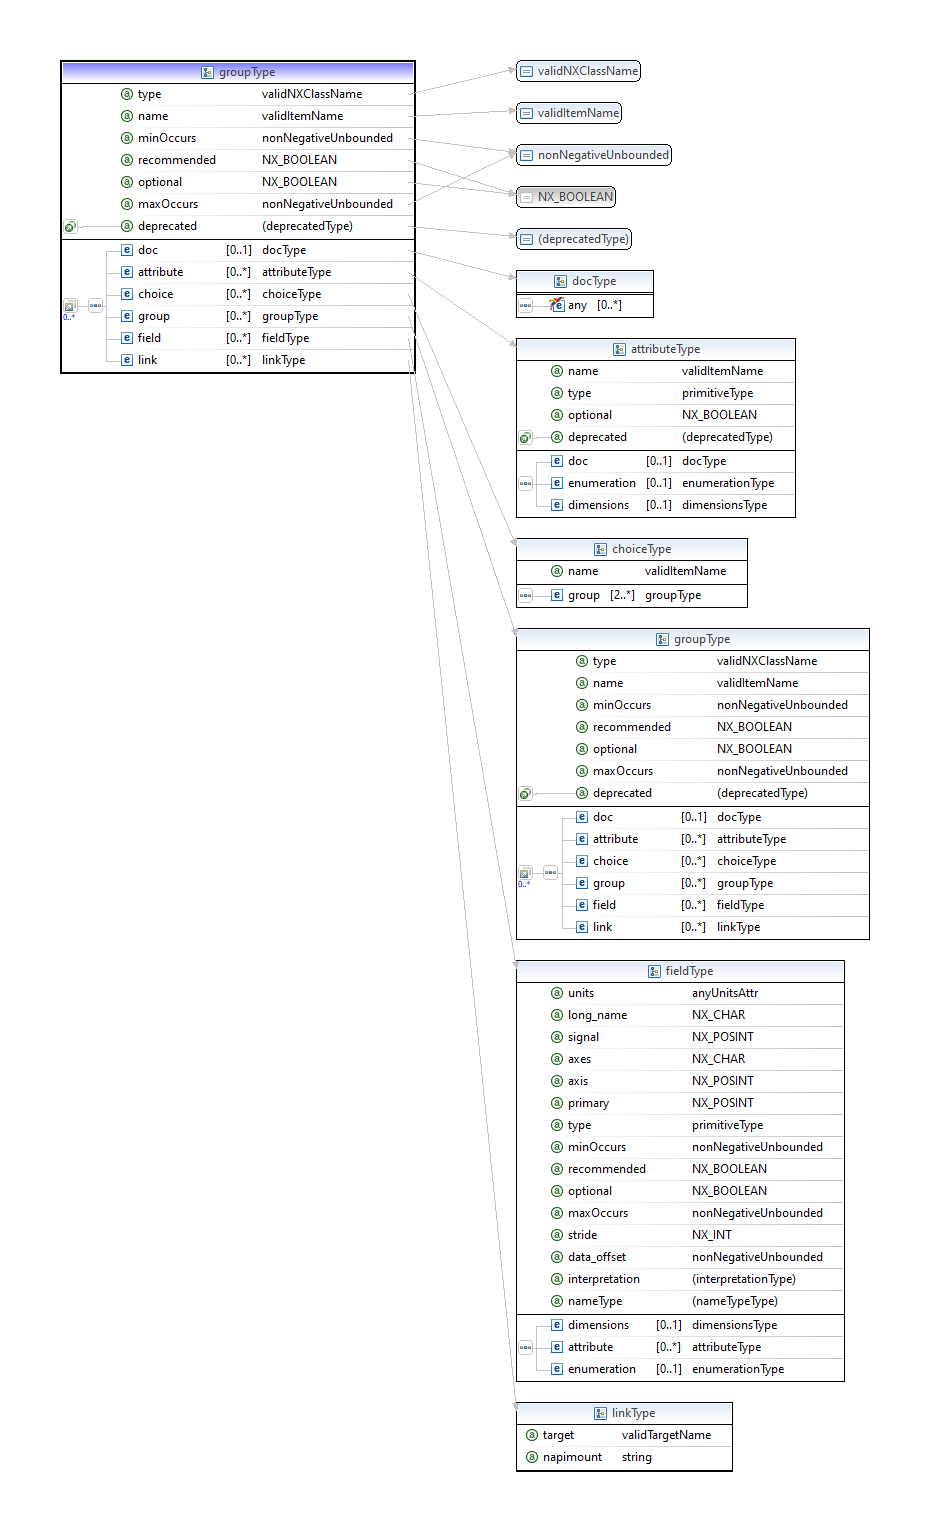 groupType
type validNXClassName
name validItemName
minOccurs nonNegativeUnbounded
recommended NX_BOOLEAN
optional NX_BOOLEAN
maxOccurs nonNegativeUnbounded
deprecated (deprecatedType)
doc [0..1] docType
attribute [0..*] attributeType
choice [0..*] choiceType
group [0..*] groupType
0..*
field [0..*] fieldType
link [0..*] linkType
validNXClassName
validItemName
nonNegativeUnbounded
NX_BOOLEAN
(deprecatedType)
docType
any [0..*]
attributeType
name validItemName
type primitiveType
optional NX_BOOLEAN
deprecated (deprecatedType)
doc [0..1] docType
enumeration [0..1] enumerationType
dimensions [0..1] dimensionsType
choiceType
name validItemName
group [2..*] groupType
groupType
type validNXClassName
name validItemName
minOccurs nonNegativeUnbounded
recommended NX_BOOLEAN
optional NX_BOOLEAN
maxOccurs nonNegativeUnbounded
deprecated (deprecatedType)
doc [0..1] docType
attribute [0..*] attributeType
choice [0..*] choiceType
group [0..*] groupType
0..*
field [0..*] fieldType
link [0..*] linkType
fieldType
units anyUnitsAttr
long_name NX_CHAR
signal NX_POSINT
axes NX_CHAR
axis NX_POSINT
primary NX_POSINT
type primitiveType
minOccurs nonNegativeUnbounded
recommended NX_BOOLEAN
optional NX_BOOLEAN
maxOccurs nonNegativeUnbounded
stride NX_INT
data_offset nonNegativeUnbounded
interpretation (interpretationType)
nameType (nameTypeType)
dimensions [0..1] dimensionsType
attribute [0..*] attributeType
enumeration [0..1] enumerationType
linkType
target validTargetName
napimount string